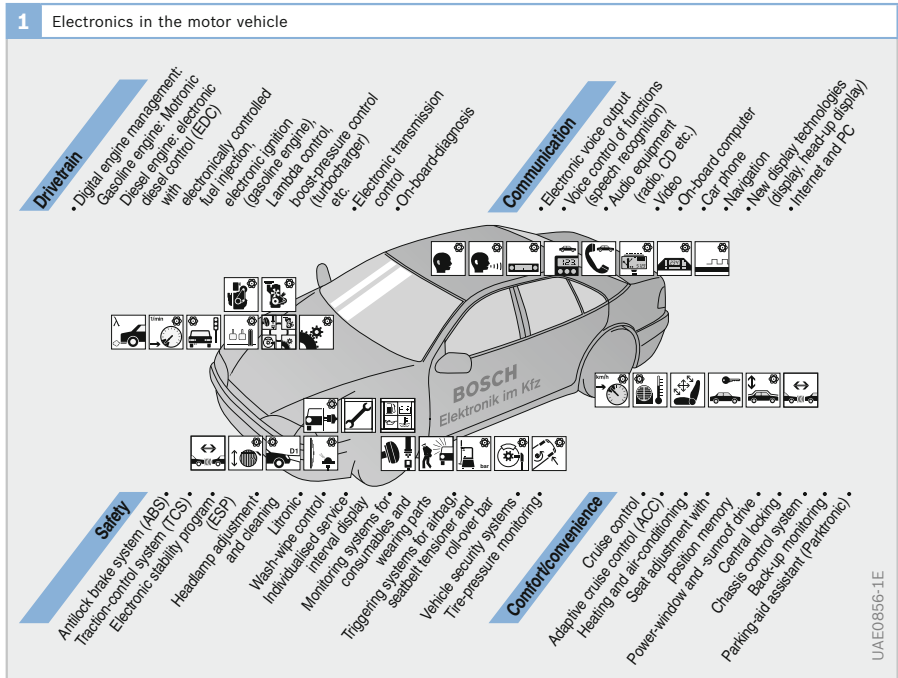 1 Electronics in the motor vehicle
Drivetrain
• Digital engine management:
Gasoline engine: Motronic
Diesel engine: electronic
diesel control (EDC)
with
electronically controlled
fuel injection,
electronic ignition
(gasoline engine),
Lambda control,
boost-pressure control
(turbocharger)
etc.
• Electronic transmission
control
• On-board-diagnosis
Communication
• Electronic voice output
• Voice control of functions
(speech recognition)
• Audio equipment
(radio, CD etc.)
• Video
• On-board computer
• Car phone
• Navigation
• New display technologies
(display, head-up display)
• Internet and PC
123
λ
1/min
BOSCH
Elektronik im Kfz
km/h
D1
bar
Safety
Antilock brake system (ABS) •
Traction-control system (TCS) •
Electronic stability program •
(ESP)
Headlamp adjustment •
and cleaning
Litronic •
Wash-wipe control •
Individualised service •
interval display
Monitoring systems for •
consumables and
wearing parts
Triggering systems for airbag, •
seatbelt tensioner and
roll-over bar
Vehicle security systems •
Tire-pressure monitoring •
Comfort/convenience
Cruise control •
Adaptive cruise control (ACC) •
Heating and air-conditioning •
Seat adjustment with •
position memory
Power-window and -sunroof drive •
Central locking •
Chassis control system •
Back-up monitoring •
Parking-aid assistant (Parktronic) •
UAE0856-1E